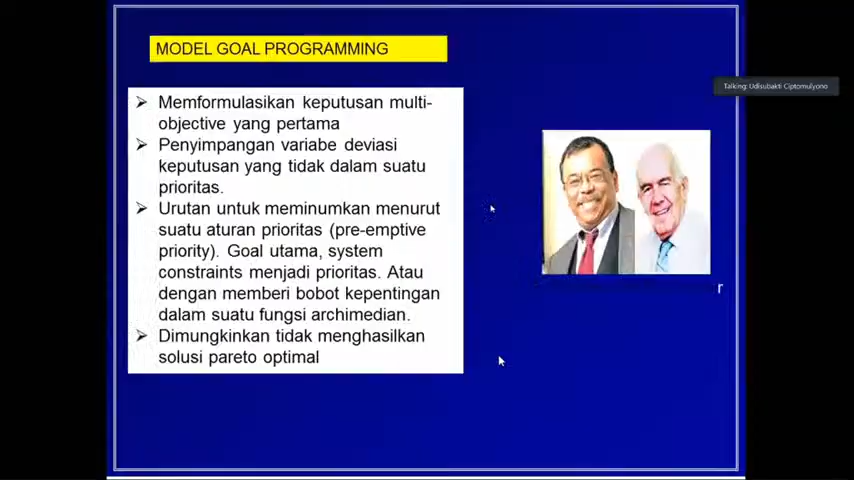 MODEL GOAL PROGRAMMING
Talking: Udisubakti Ciptomulyono
➢ Memformulasikan keputusan multi-
objective yang pertama
➢ Penyimpangan variabe deviasi
keputusan yang tidak dalam suatu
prioritas.
➢ Urutan untuk meminumkan menurut
suatu aturan prioritas (pre-emptive
priority). Goal utama, system
constraints menjadi prioritas. Atau
dengan memberi bobot kepentingan
dalam suatu fungsi archimedian.
➢ Dimungkinkan tidak menghasilkan
solusi pareto optimal
r